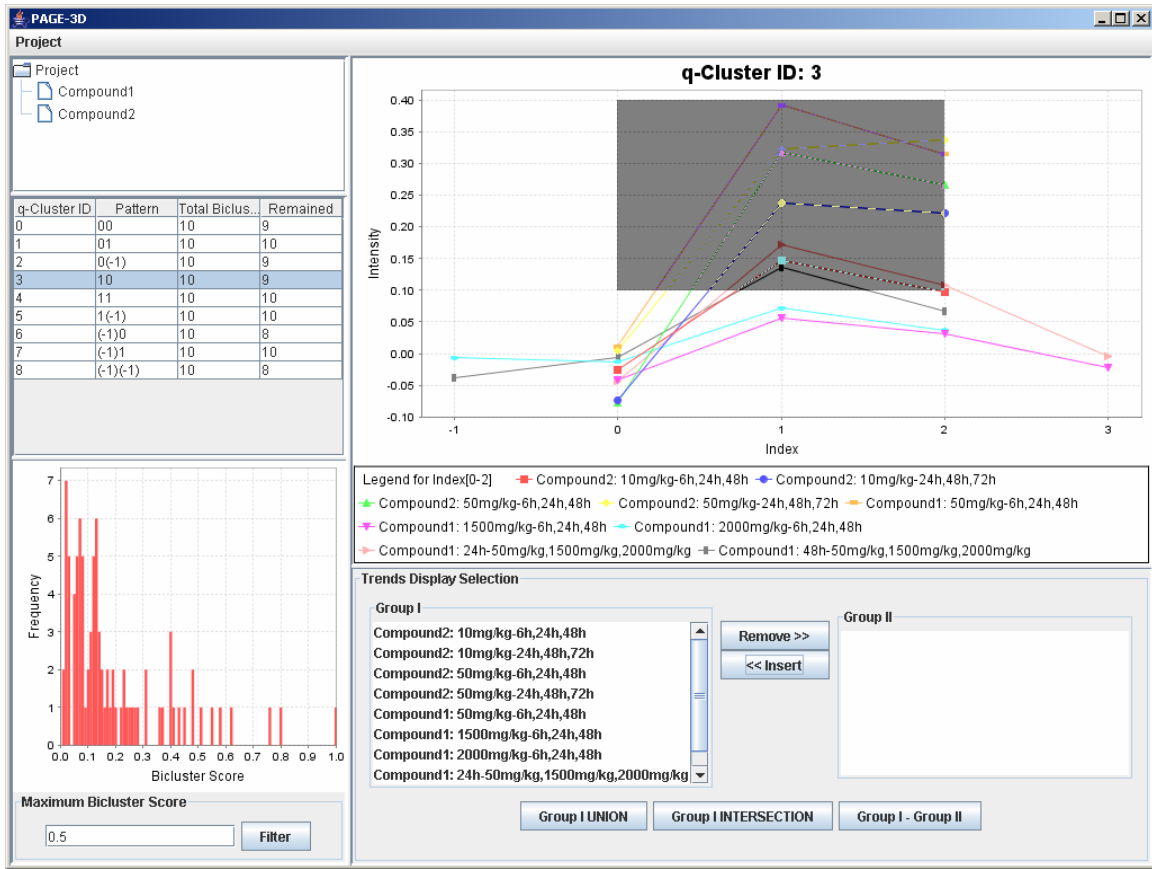 PAGE-3D
Project
Project
Compound1
Compound2
q-Cluster ID Pattern Total Biclus... Remained
0 00 10 9
1 01 10 10
2 0(-1) 10 9
3 10 10 9
4 11 10 10
5 1(-1) 10 10
6 (-1)0 10 8
7 (-1)1 10 10
8 (-1)(-1) 10 8
7
6
5
4
3
2
1
0
Frequency
0.0 0.1 0.2 0.3 0.4 0.5 0.6 0.7 0.8 0.9 1.0
Bicluster Score
Maximum Bicluster Score
0.5 Filter
q-Cluster ID: 3
0.40
0.35
0.30
0.25
0.20
0.15
0.10
0.05
0.00
-0.05
-0.10
Intensity
-1 0 1 2 3
Index
Legend for Index[0-2] Compound2: 10mg/kg-6h,24h,48h Compound2: 10mg/kg-24h,48h,72h
Compound2: 50mg/kg-6h,24h,48h Compound2: 50mg/kg-24h,48h,72h Compound1: 50mg/kg-6h,24h,48h
Compound1: 1500mg/kg-6h,24h,48h Compound1: 2000mg/kg-6h,24h,48h
Compound1: 24h-50mg/kg,1500mg/kg,2000mg/kg Compound1: 48h-50mg/kg,1500mg/kg,2000mg/kg
Trends Display Selection
Group I
Compound2: 10mg/kg-6h,24h,48h
Compound2: 10mg/kg-24h,48h,72h
Compound2: 50mg/kg-6h,24h,48h
Compound2: 50mg/kg-24h,48h,72h
Compound1: 50mg/kg-6h,24h,48h
Compound1: 1500mg/kg-6h,24h,48h
Compound1: 2000mg/kg-6h,24h,48h
Compound1: 24h-50mg/kg,1500mg/kg,2000mg/kg
Remove >>
<< Insert
Group II
Group I UNION Group I INTERSECTION Group I - Group II